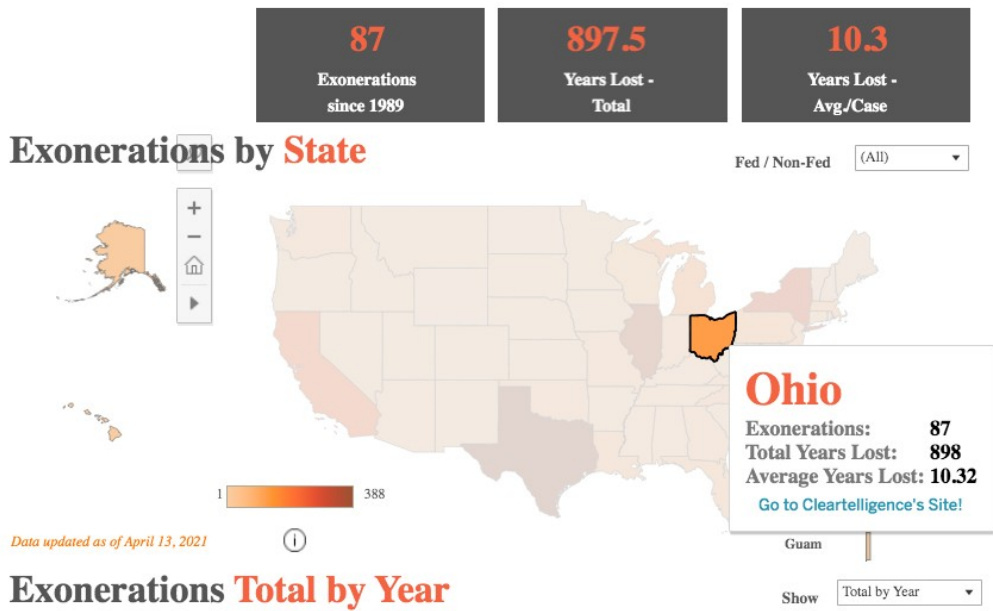 87
Exonerations
since 1989
897.5
Years Lost -
Total
10.3
Years Lost -
Avg./Case
Exonerations by State
Fed / Non-Fed
(All)
+
−
Ohio
Exonerations: 87
Total Years Lost: 898
Average Years Lost: 10.32
Go to Cleartelligence's Site!
1
388
Data updated as of April 13, 2021
i
Guam
Exonerations Total by Year
Show
Total by Year